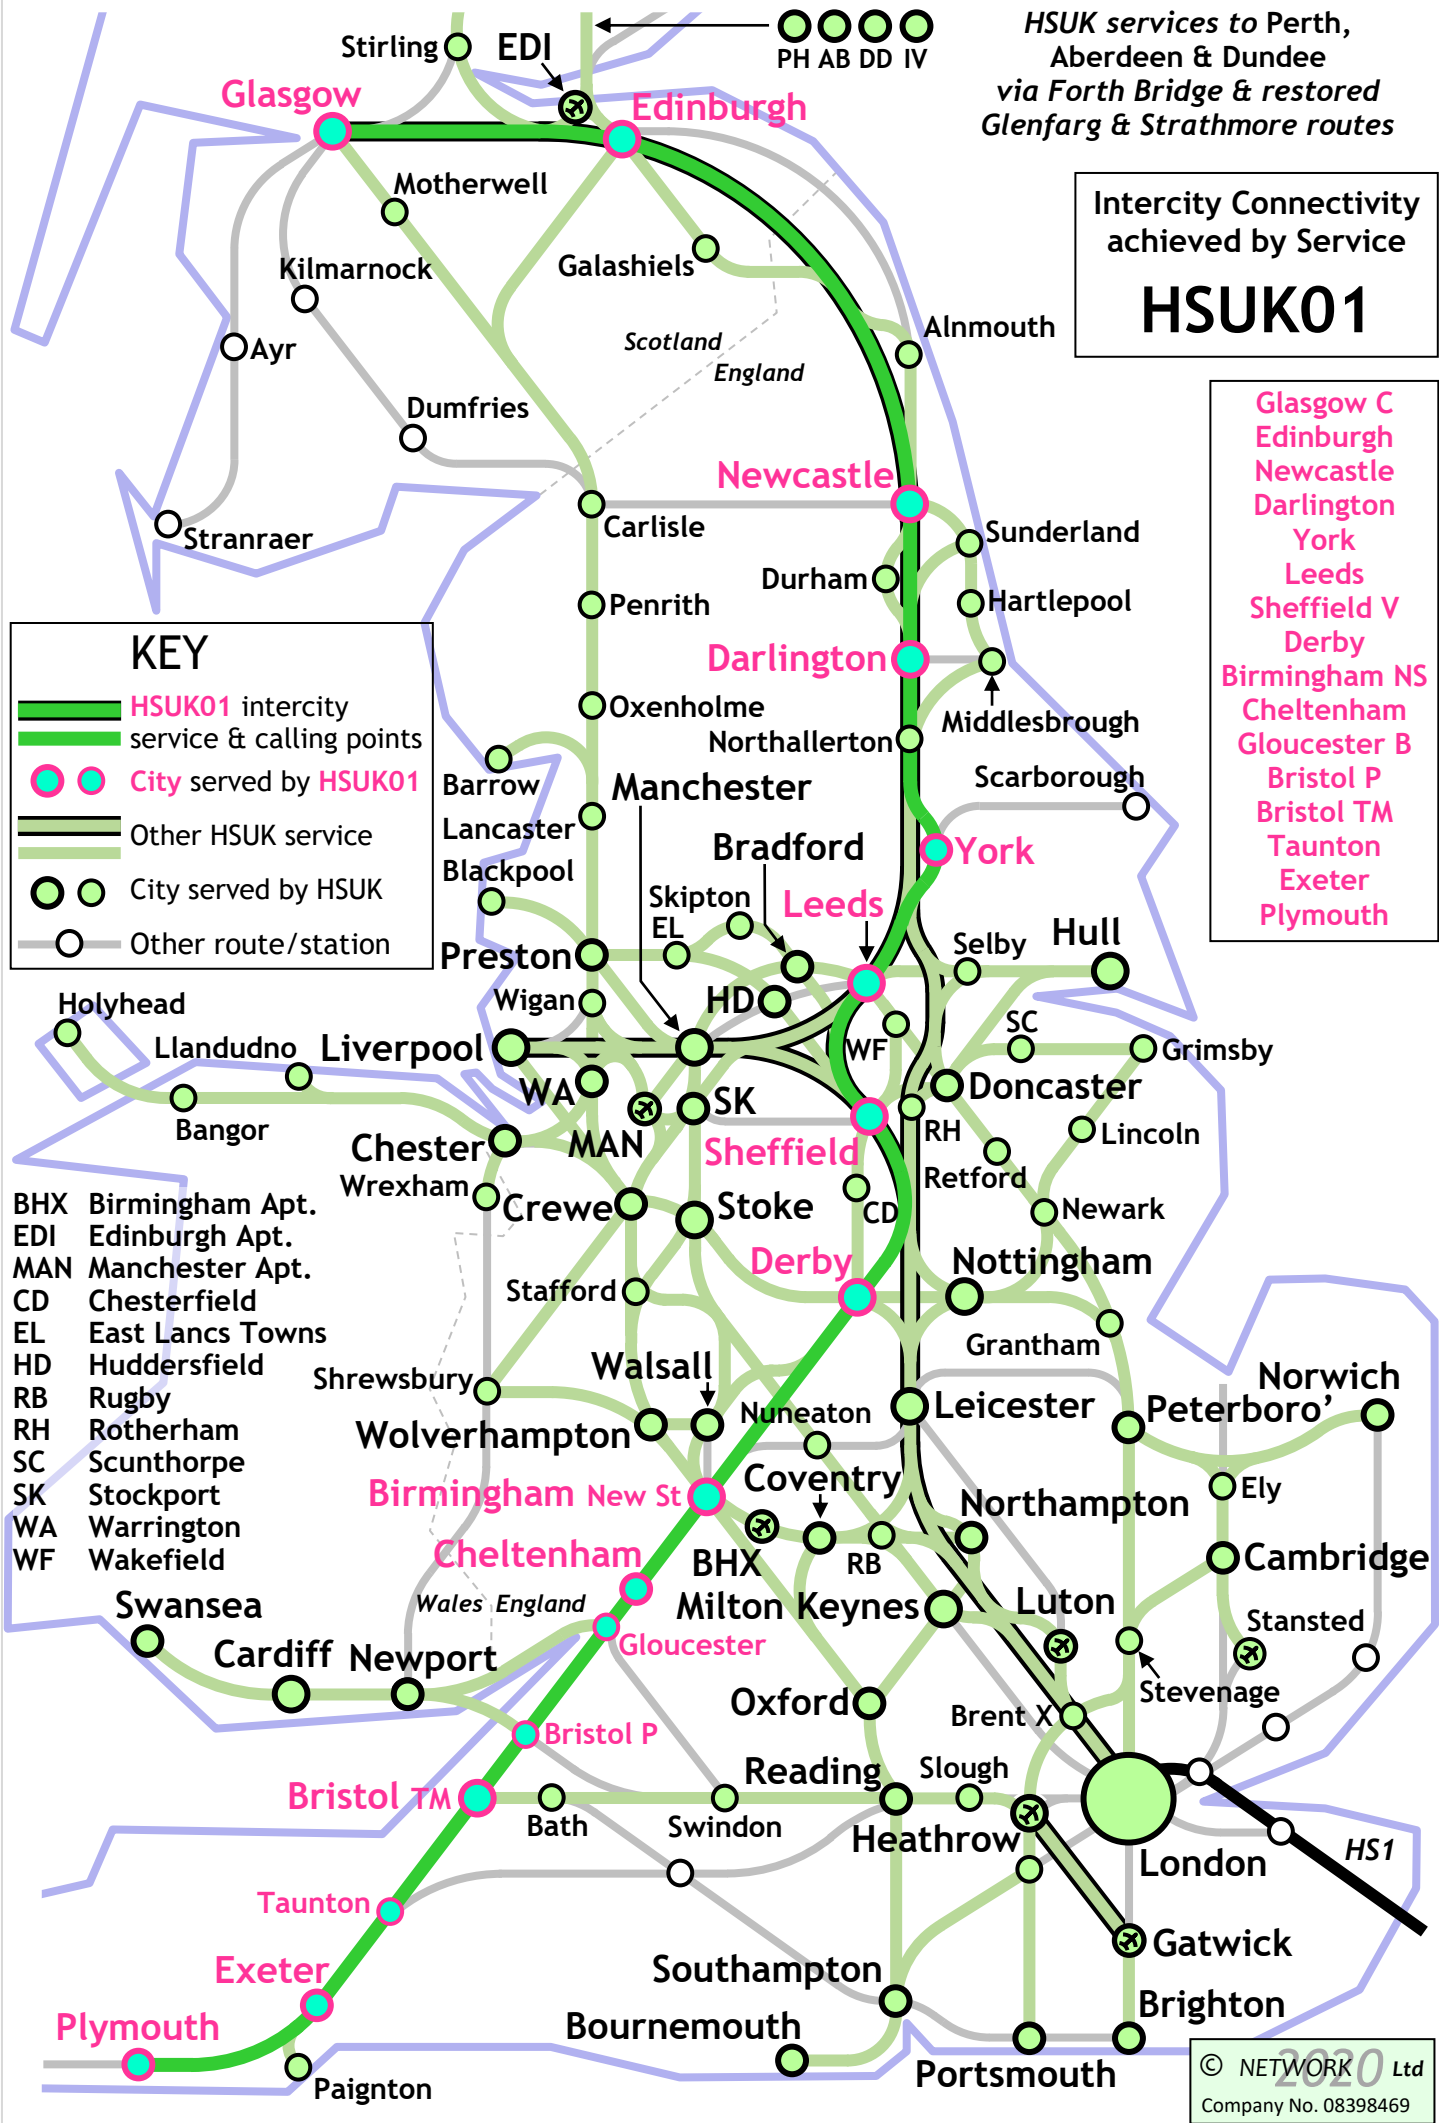 HSUK services to Perth,
Aberdeen & Dundee
via Forth Bridge & restored
Glenfarg & Strathmore routes
PH AB DD IV
Stirling
EDI
Glasgow
Edinburgh
Motherwell
Galashiels
Kilmarnock
Ayr
Scotland
England
Alnmouth
Dumfries
Newcastle
Stranraer
Carlisle
Sunderland
Durham
Penrith
Hartlepool
Darlington
Middlesbrough
Oxenholme
Northallerton
Barrow
Manchester
Scarborough
Lancaster
Bradford
York
Blackpool
Skipton
EL
Leeds
Preston
Selby
Hull
Wigan
HD
Intercity Connectivity
achieved by Service
HSUK01
Glasgow C
Edinburgh
Newcastle
Darlington
York
Leeds
Sheffield V
Derby
Birmingham NS
Cheltenham
Gloucester B
Bristol P
Bristol TM
Taunton
Exeter
Plymouth
KEY
HSUK01 intercity
service & calling points
City served by HSUK01
Other HSUK service
City served by HSUK
Other route/station
Holyhead
Llandudno
Liverpool
WF
SC
Grimsby
WA
SK
Doncaster
Bangor
MAN
RH
Lincoln
Chester
Sheffield
Retford
Wrexham
Crewe
Stoke
CD
Newark
Derby
Nottingham
Stafford
Grantham
BHX Birmingham Apt.
EDI Edinburgh Apt.
MAN Manchester Apt.
CD Chesterfield
EL East Lancs Towns
HD Huddersfield
RB Rugby
RH Rotherham
SC Scunthorpe
SK Stockport
WA Warrington
WF Wakefield
Shrewsbury
Walsall
Norwich
Nuneaton
Leicester
Peterboro’
Wolverhampton
Coventry
Ely
Birmingham New St
Northampton
Cheltenham
BHX
RB
Cambridge
Swansea
Wales England
Milton Keynes
Luton
Stansted
Cardiff
Newport
Gloucester
Oxford
Stevenage
Bristol P
Brent X
Reading
Slough
Bristol TM
Bath
Swindon
Heathrow
London
HS1
Taunton
Gatwick
Exeter
Southampton
Brighton
Plymouth
Bournemouth
Portsmouth
Paignton
© NETWORK 2020 Ltd
Company No. 08398469